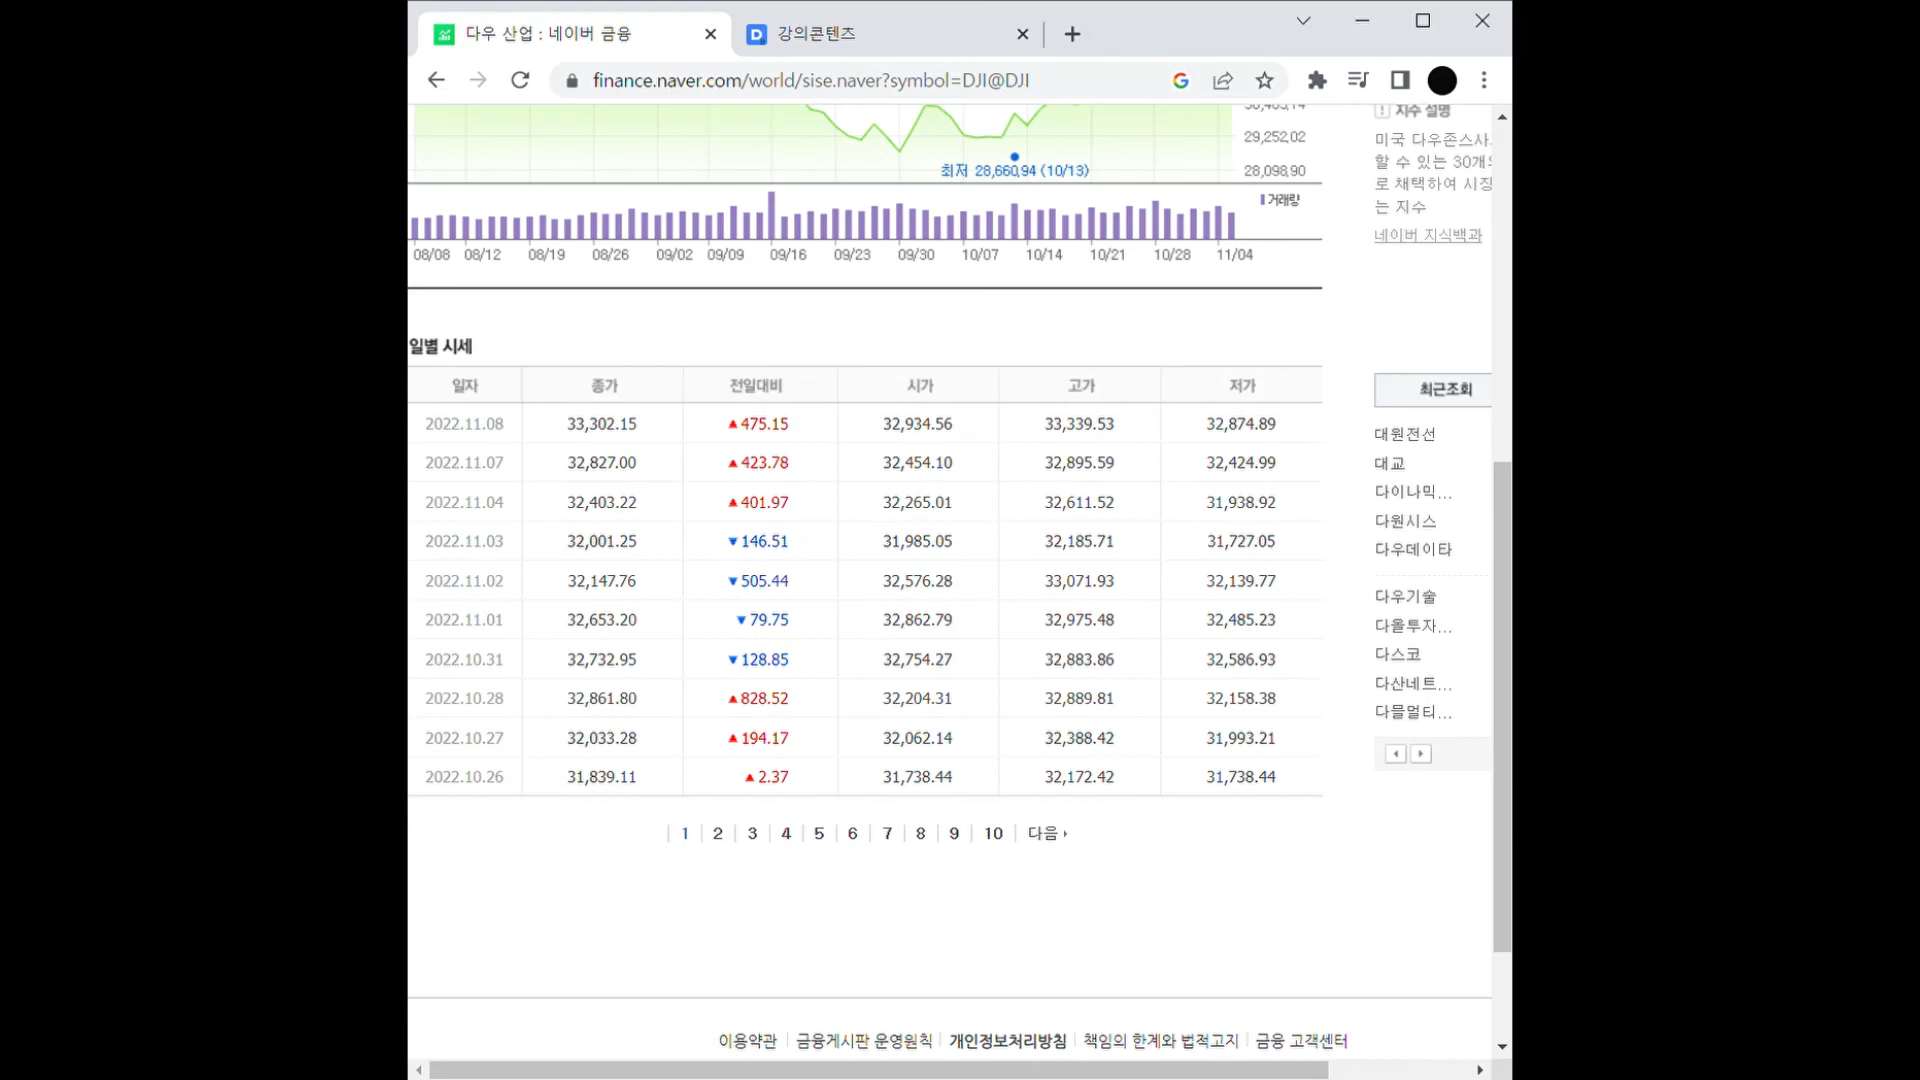 다우 산업 : 네이버 금융
강의콘텐츠
finance.naver.com/world/sise.naver?symbol=DJI@DJI
지수 설명
29,252.02
미국 다우존스사
최저 28,660.94 (10/13)
28,098.90
할 수 있는 30개
로 채택하여 시장
거래량
는 지수
네이버 지식백과
08/08 08/12 08/19 08/26 09/02 09/09 09/16 09/23 09/30 10/07 10/14 10/21 10/28 11/04
일별 시세
일자 종가 전일대비 시가 고가 저가
2022.11.08 33,302.15 ▲475.15 32,934.56 33,339.53 32,874.89
2022.11.07 32,827.00 ▲423.78 32,454.10 32,895.59 32,424.99
2022.11.04 32,403.22 ▲401.97 32,265.01 32,611.52 31,938.92
2022.11.03 32,001.25 ▼146.51 31,985.05 32,185.71 31,727.05
2022.11.02 32,147.76 ▼505.44 32,576.28 33,071.93 32,139.77
2022.11.01 32,653.20 ▼79.75 32,862.79 32,975.48 32,485.23
2022.10.31 32,732.95 ▼128.85 32,754.27 32,883.86 32,586.93
2022.10.28 32,861.80 ▲828.52 32,204.31 32,889.81 32,158.38
2022.10.27 32,033.28 ▲194.17 32,062.14 32,388.42 31,993.21
2022.10.26 31,839.11 ▲2.37 31,738.44 32,172.42 31,738.44
1 2 3 4 5 6 7 8 9 10 다음
최근조회
대원전선
대교
다이나믹...
다원시스
다우데이타
다우기술
다올투자...
다스코
다산네트...
다믈멀티...
이용약관 금융게시판 운영원칙 개인정보처리방침 책임의 한계와 법적고지 금융 고객센터